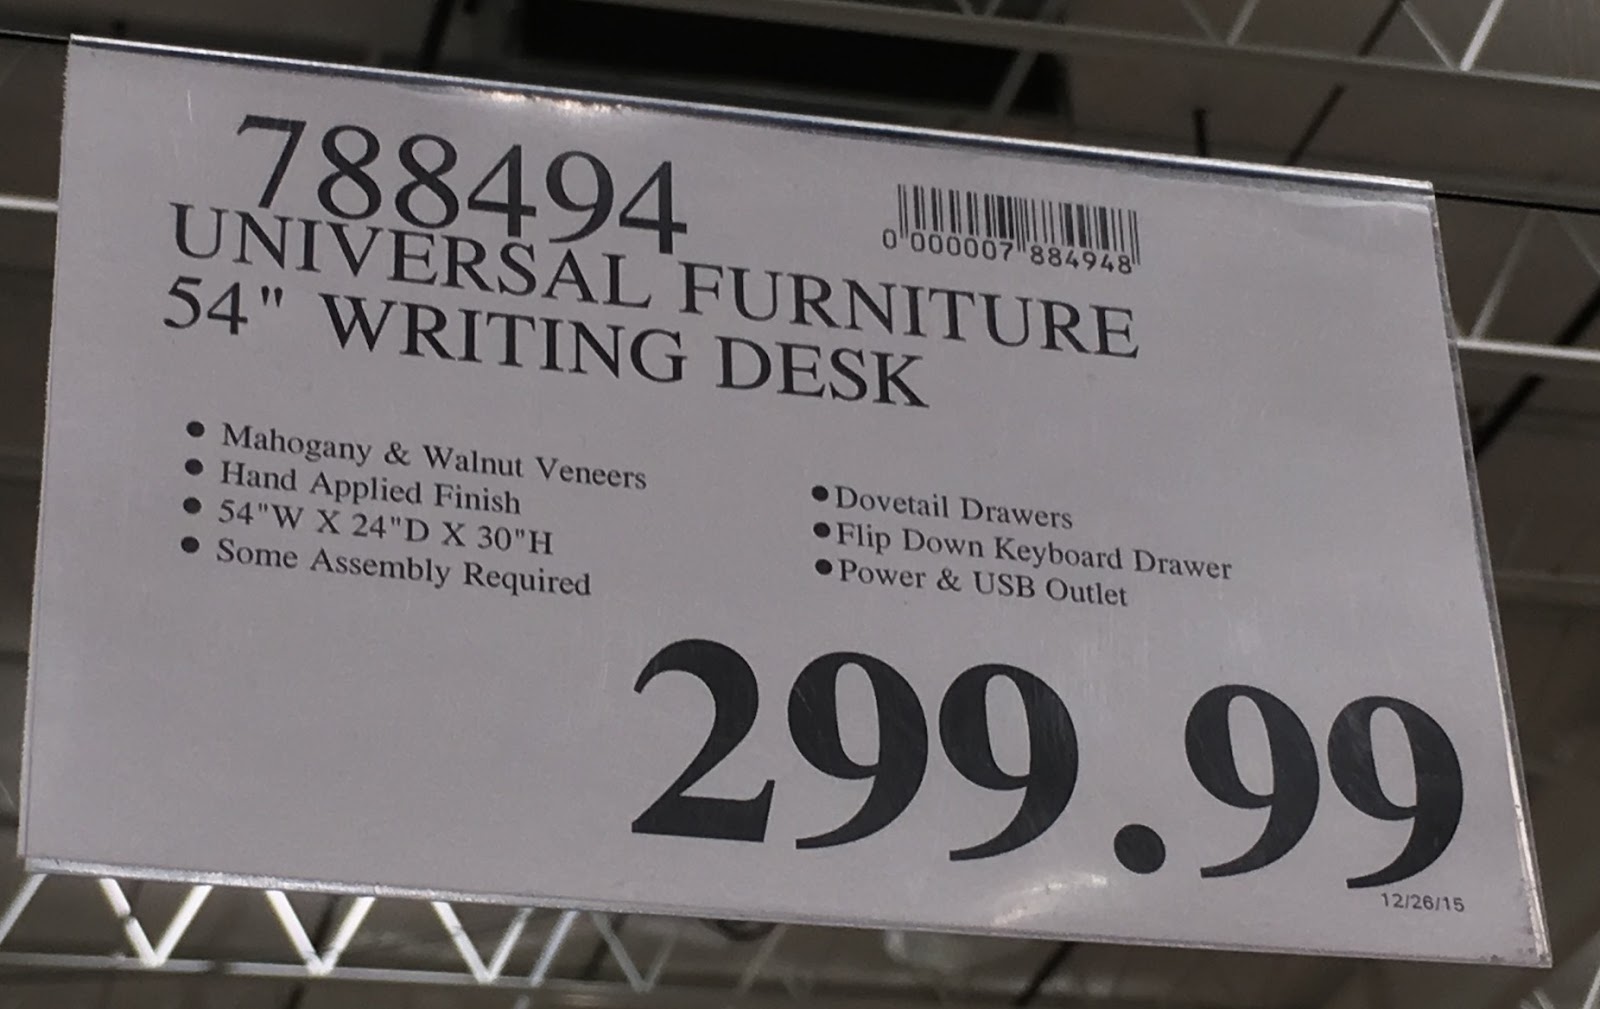 788494
0 000007 884948
UNIVERSAL FURNITURE
54" WRITING DESK
● Mahogany & Walnut Veneers
● Hand Applied Finish
● 54"W X 24"D X 30"H
● Some Assembly Required
● Dovetail Drawers
● Flip Down Keyboard Drawer
● Power & USB Outlet
299.99
12/26/15